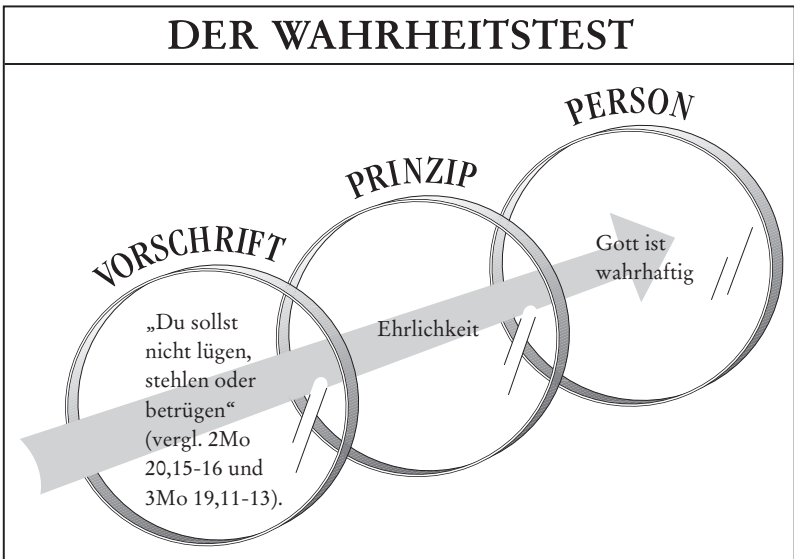 DER WAHRHEITSTEST
VORSCHRIFT
„Du sollst
nicht lügen,
stehlen oder
betrügen“
(vergl. 2Mo
20,15-16 und
3Mo 19,11-13).
PRINZIP
Ehrlichkeit
PERSON
Gott ist
wahrhaftig